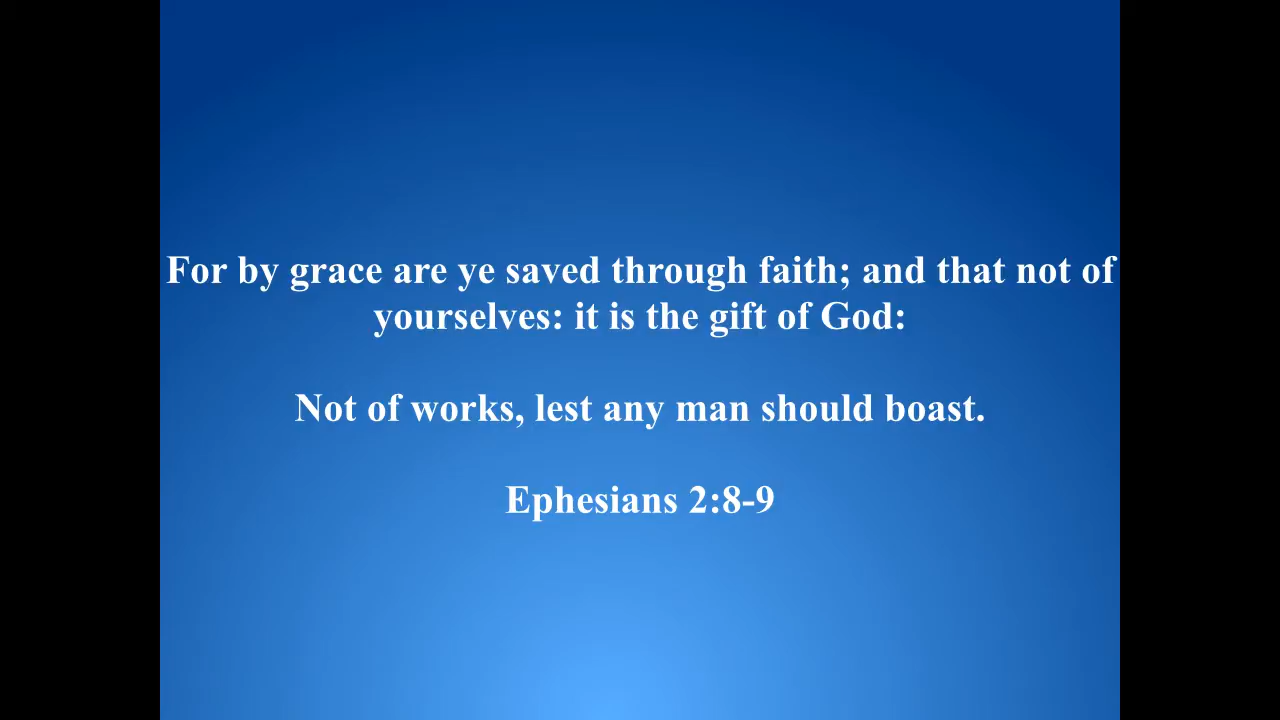 For by grace are ye saved through faith; and that not of
yourselves: it is the gift of God:
Not of works, lest any man should boast.
Ephesians 2:8-9